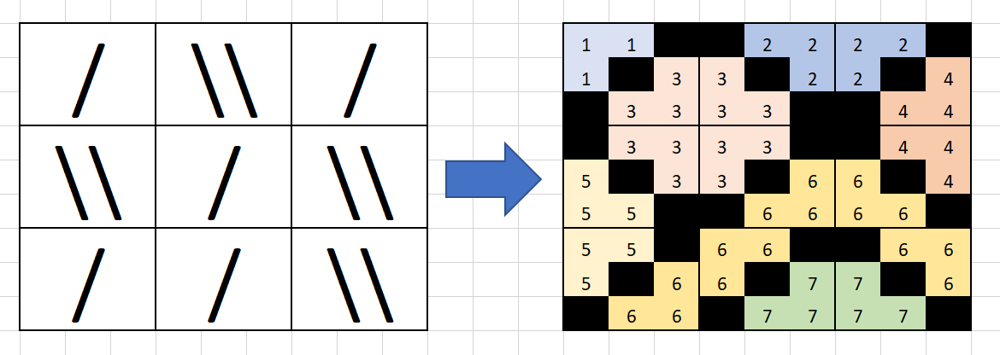 / \\ /
\\ / \\
/ / \\
1 1 2 2 2 2
1 3 3 2 2 4
3 3 3 3 4 4
3 3 3 3 4 4
5 3 3 6 6 4
5 5 6 6 6 6
5 5 6 6 6 6
5 6 6 7 7 6
6 6 7 7 7 7